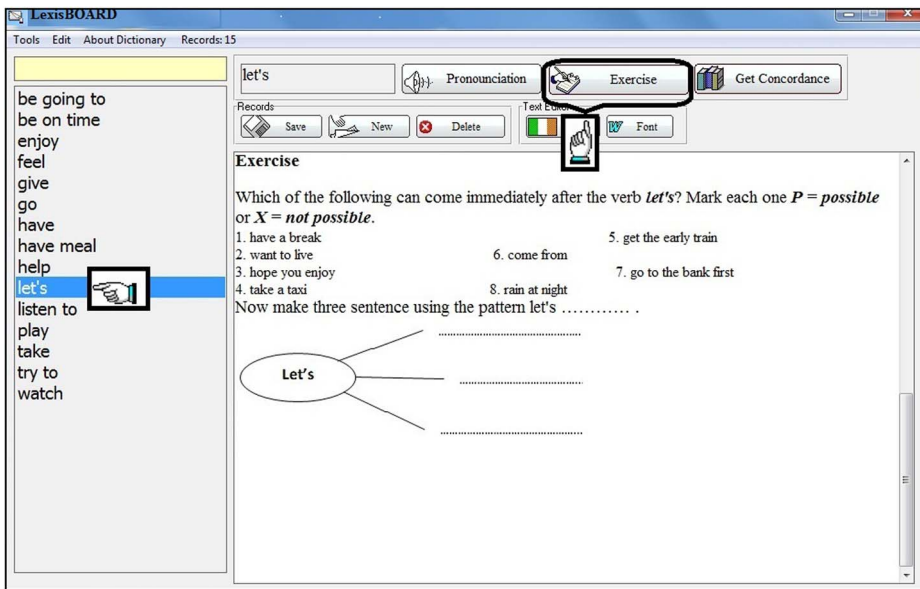 LexisBOARD
Tools Edit About Dictionary Records: 15
let's
Pronounciation
Exercise
Get Concordance
Records
Save
New
Delete
Font
be going to
be on time
enjoy
feel
give
go
have
have meal
help
let's
listen to
play
take
try to
watch
Exercise
Which of the following can come immediately after the verb let's? Mark each one P = possible
or X = not possible.
1. have a break 5. get the early train
2. want to live 6. come from
3. hope you enjoy 7. go to the bank first
4. take a taxi 8. rain at night
Now make three sentence using the pattern let's ………… .
Let's